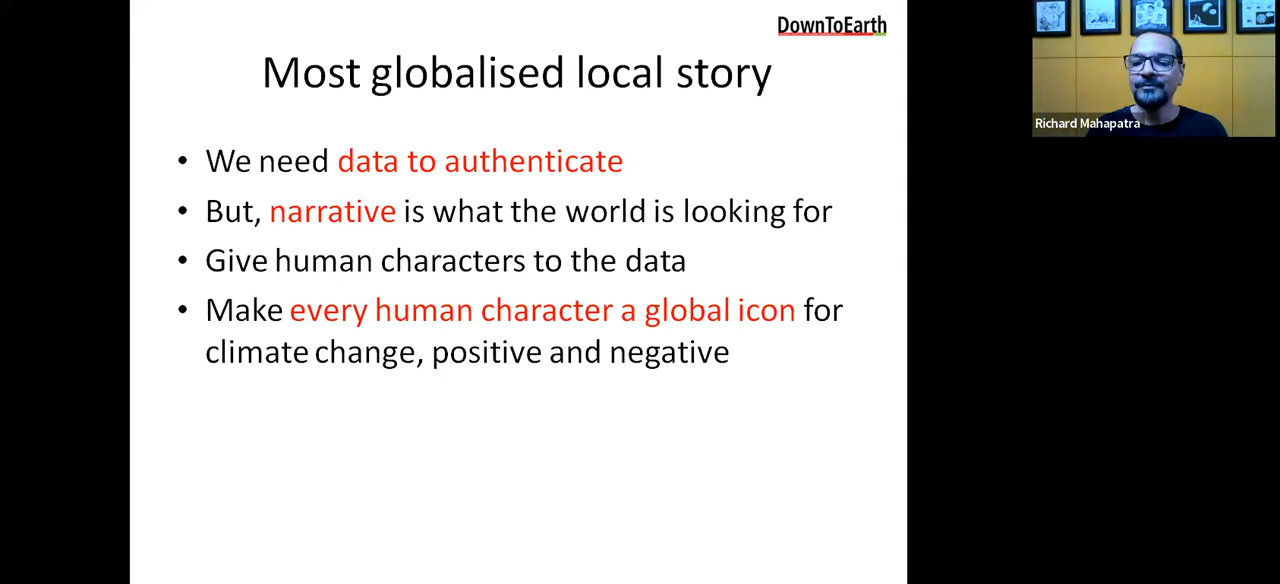 DownToEarth
Most globalised local story
• We need data to authenticate
• But, narrative is what the world is looking for
• Give human characters to the data
• Make every human character a global icon for
climate change, positive and negative
Richard Mahapatra